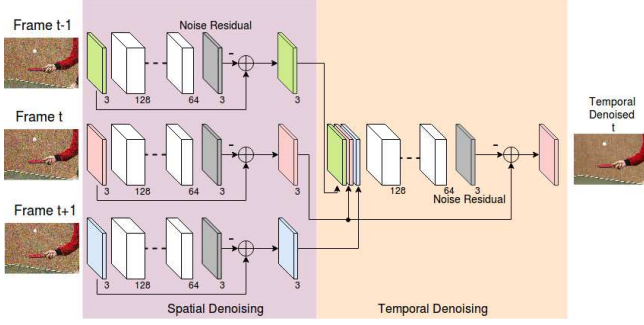 Frame t-1
Noise Residual
-
3
128
64
3
3
Frame t
-
3
128
64
3
3
Temporal
Denoised
t
-
128
64
3
Noise Residual
Frame t+1
-
3
128
64
3
3
Spatial Denoising
Temporal Denoising